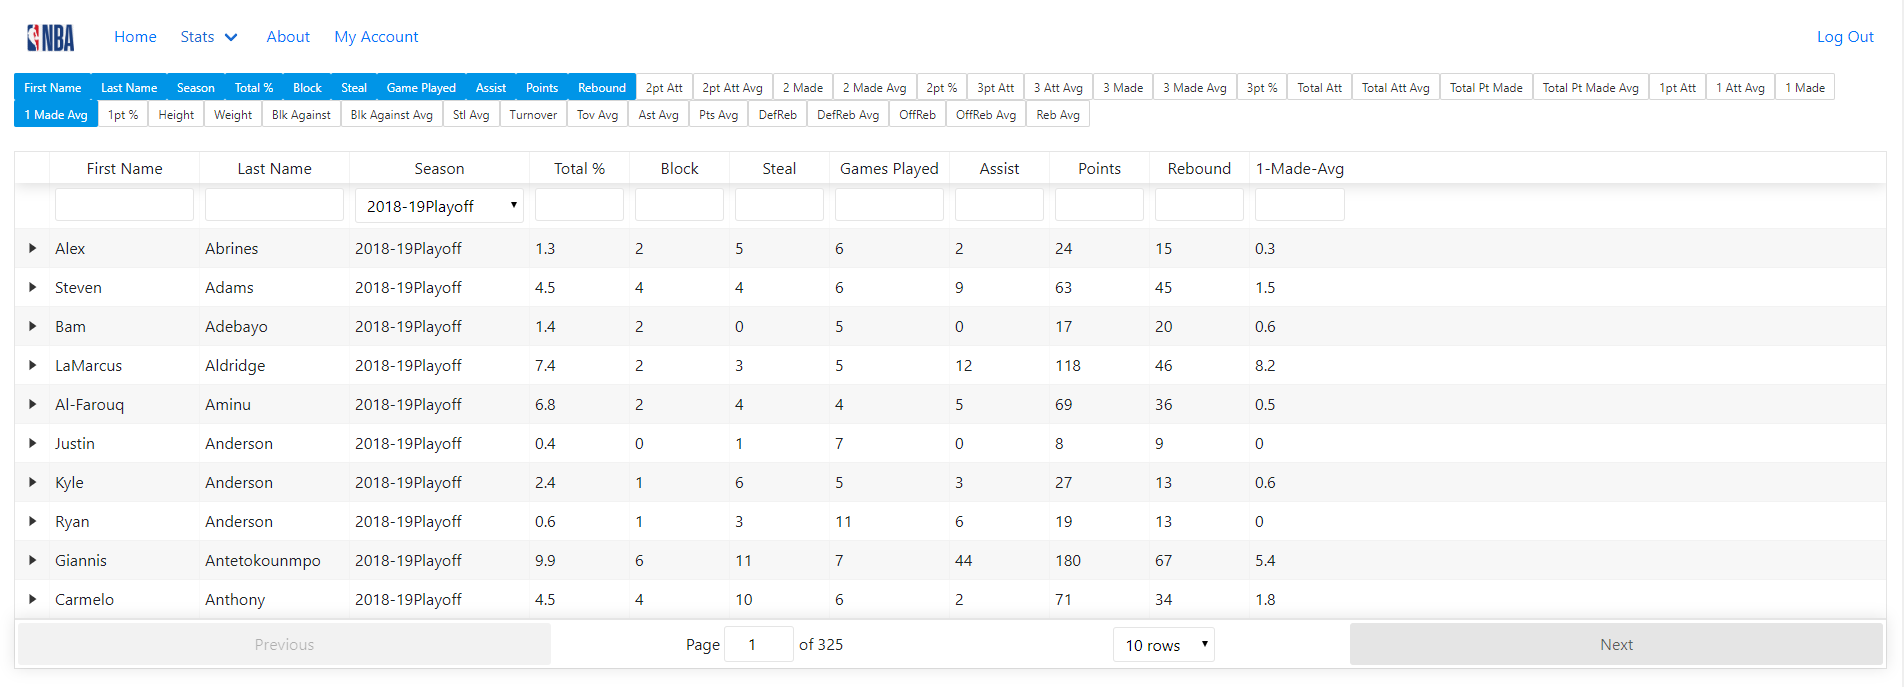 NBA Home Stats About My Account Log Out
First Name Last Name Season Total % Block Steal Game Played Assist Points Rebound 2pt Att 2pt Att Avg 2 Made 2 Made Avg 2pt % 3pt Att 3 Att Avg 3 Made 3 Made Avg 3pt % Total Att Total Att Avg Total Pt Made Total Pt Made Avg 1pt Att 1 Att Avg 1 Made
1 Made Avg 1pt % Height Weight Blk Against Blk Against Avg Stl Avg Turnover Tov Avg Ast Avg Pts Avg DefReb DefReb Avg OffReb OffReb Avg Reb Avg
First Name Last Name Season Total % Block Steal Games Played Assist Points Rebound 1-Made-Avg
2018-19Playoff
Alex Abrines 2018-19Playoff 1.3 2 5 6 2 24 15 0.3
Steven Adams 2018-19Playoff 4.5 4 4 6 9 63 45 1.5
Bam Adebayo 2018-19Playoff 1.4 2 0 5 0 17 20 0.6
LaMarcus Aldridge 2018-19Playoff 7.4 2 3 5 12 118 46 8.2
Al-Farouq Aminu 2018-19Playoff 6.8 2 4 4 5 69 36 0.5
Justin Anderson 2018-19Playoff 0.4 0 1 7 0 8 9 0
Kyle Anderson 2018-19Playoff 2.4 1 6 5 3 27 13 0.6
Ryan Anderson 2018-19Playoff 0.6 1 3 11 6 19 13 0
Giannis Antetokounmpo 2018-19Playoff 9.9 6 11 7 44 180 67 5.4
Carmelo Anthony 2018-19Playoff 4.5 4 10 6 2 71 34 1.8
Previous Page 1 of 325 10 rows Next